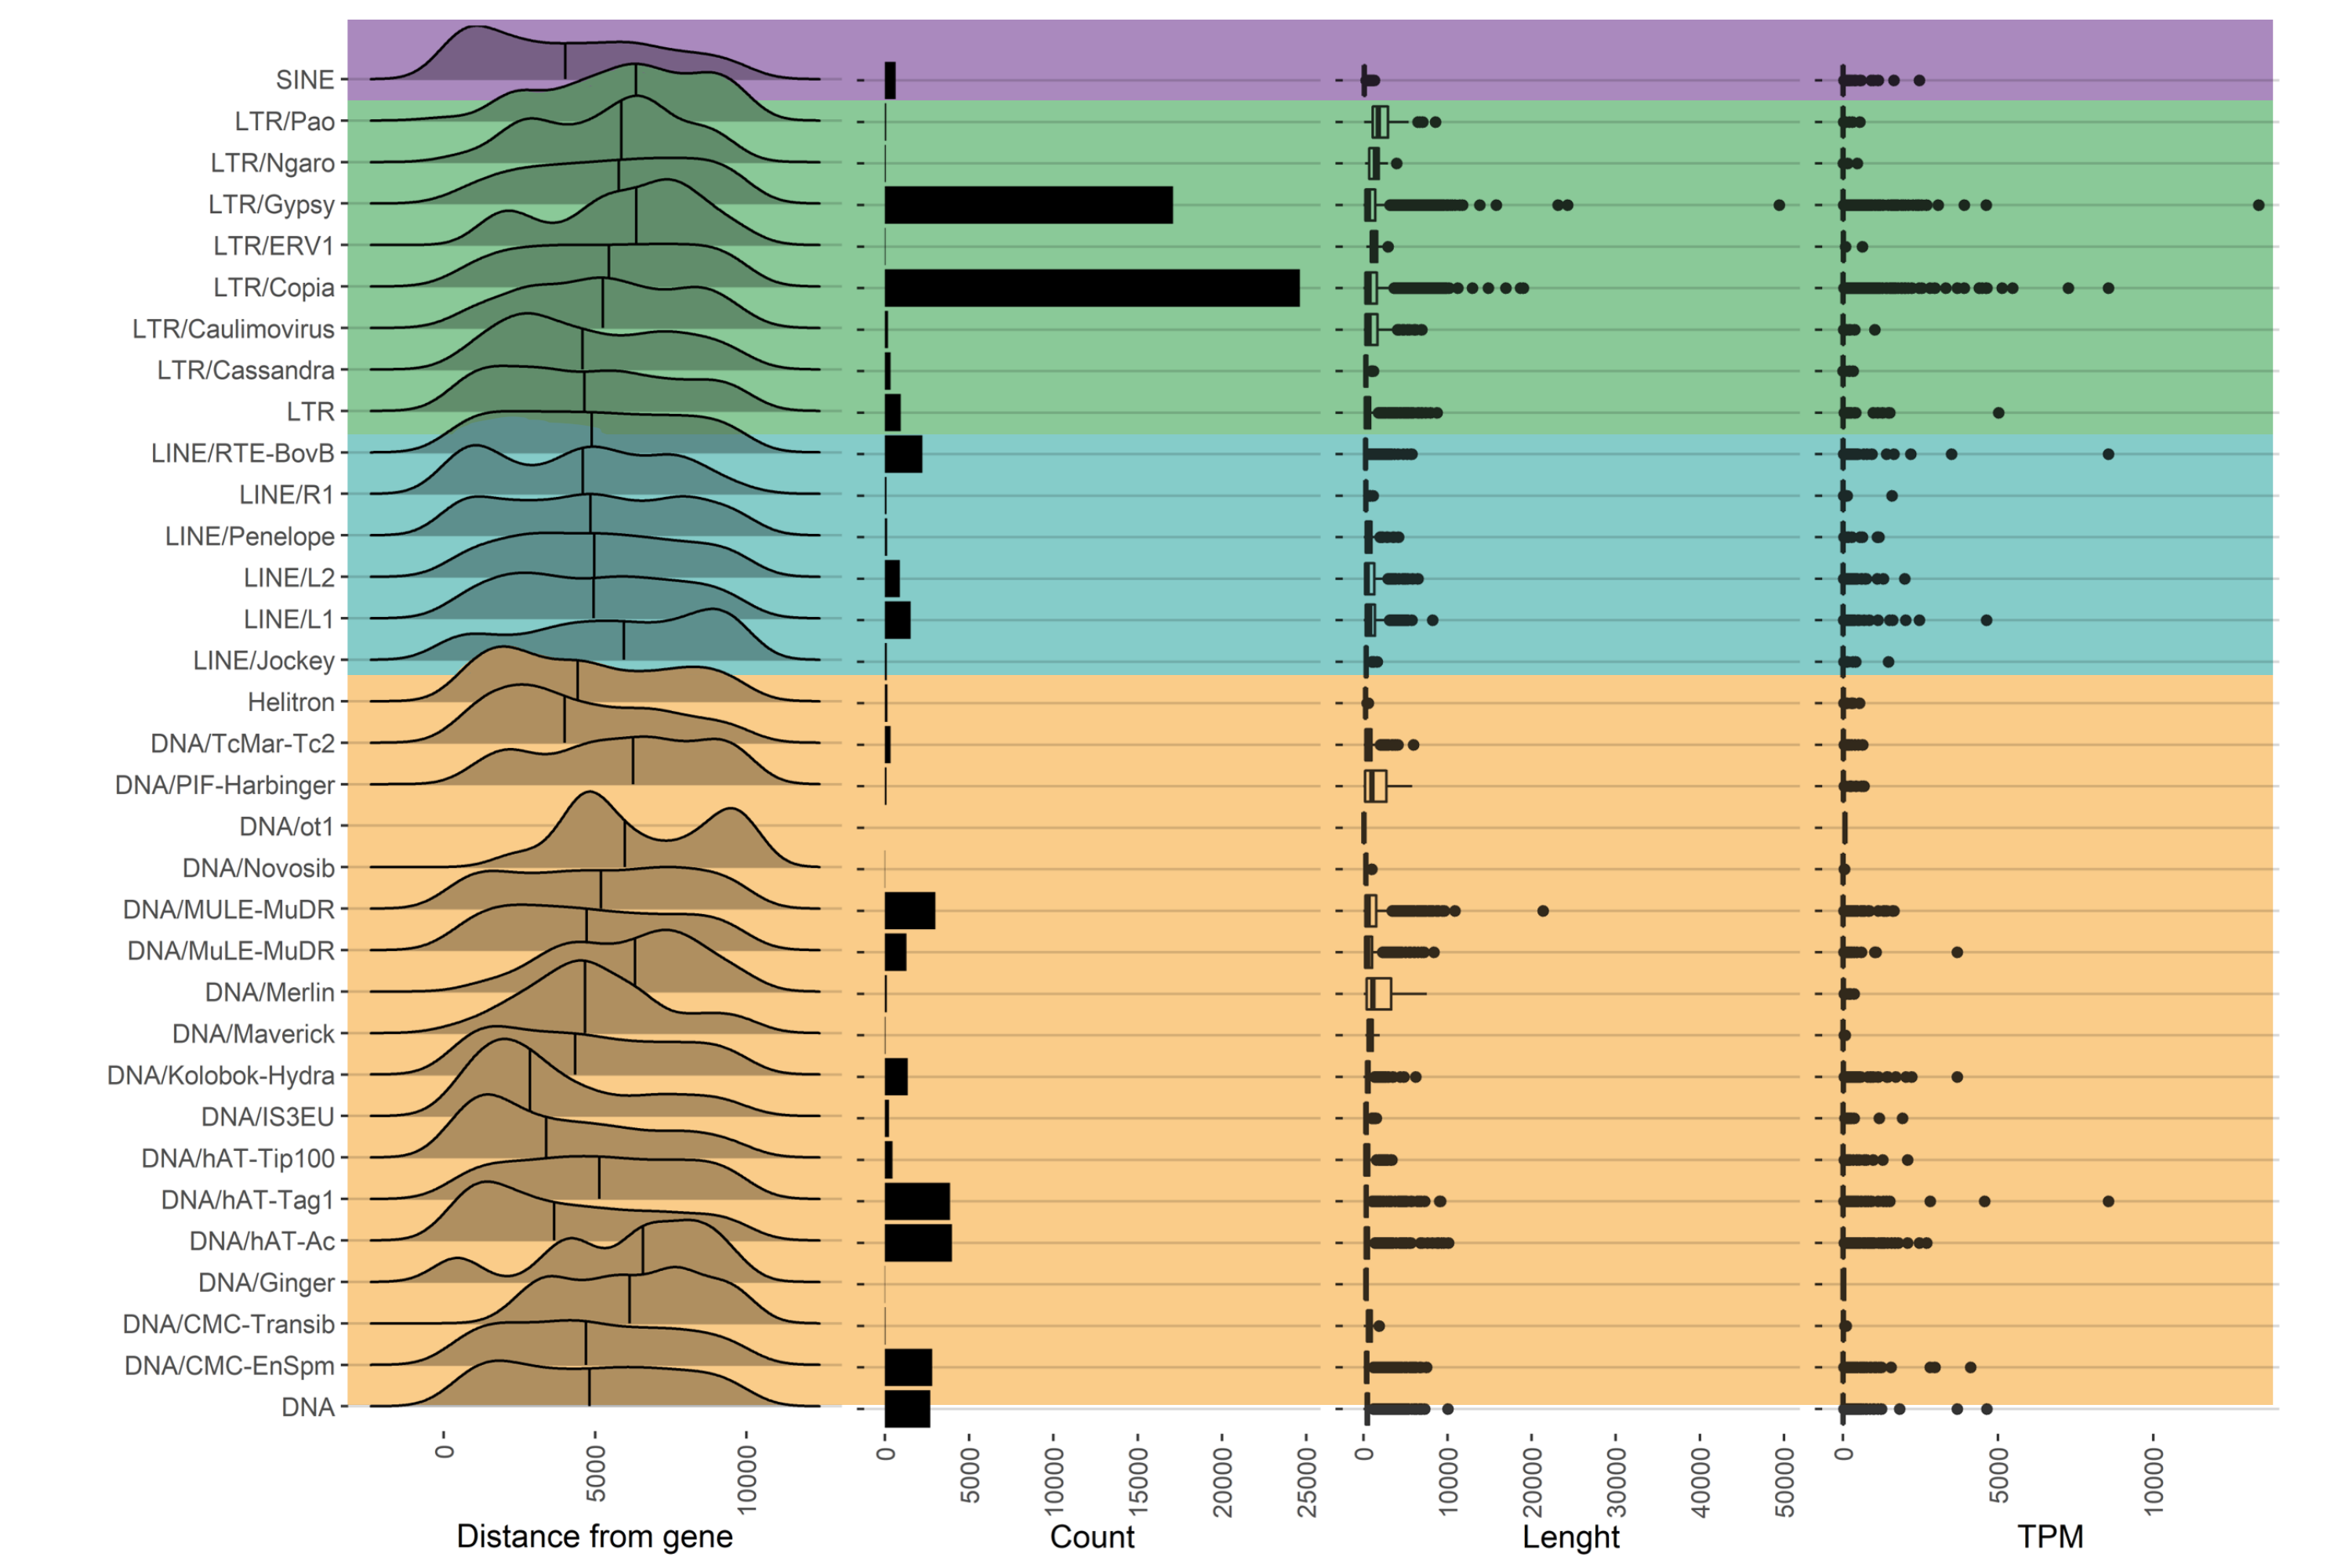 SINE
LTR/Pao
LTR/Ngaro
LTR/Gypsy
LTR/ERV1
LTR/Copia
LTR/Caulimovirus
LTR/Cassandra
LTR
LINE/RTE-BovB
LINE/R1
LINE/Penelope
LINE/L2
LINE/L1
LINE/Jockey
Helitron
DNA/TcMar-Tc2
DNA/PIF-Harbinger
DNA/ot1
DNA/Novosib
DNA/MULE-MuDR
DNA/MuLE-MuDR
DNA/Merlin
DNA/Maverick
DNA/Kolobok-Hydra
DNA/IS3EU
DNA/hAT-Tip100
DNA/hAT-Tag1
DNA/hAT-Ac
DNA/Ginger
DNA/CMC-Transib
DNA/CMC-EnSpm
DNA
0 5000 10000
0 5000 10000 15000 20000 25000
0 10000 20000 30000 40000 50000
0 50000 100000
Distance from gene
Count
Lenght
TPM